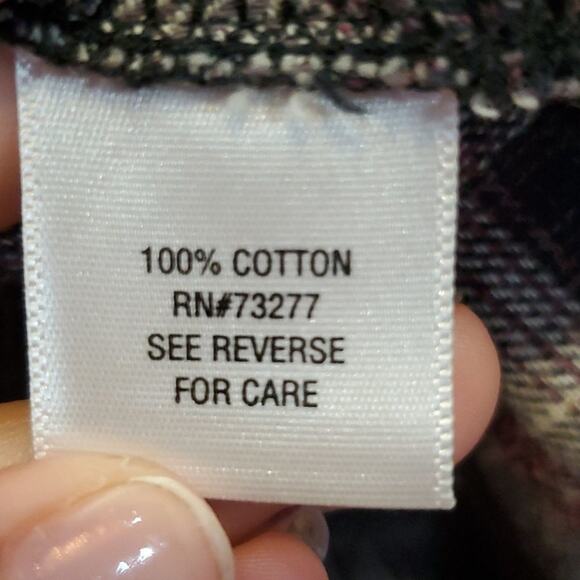 100% COTTON
RN#73277
SEE REVERSE
FOR CARE